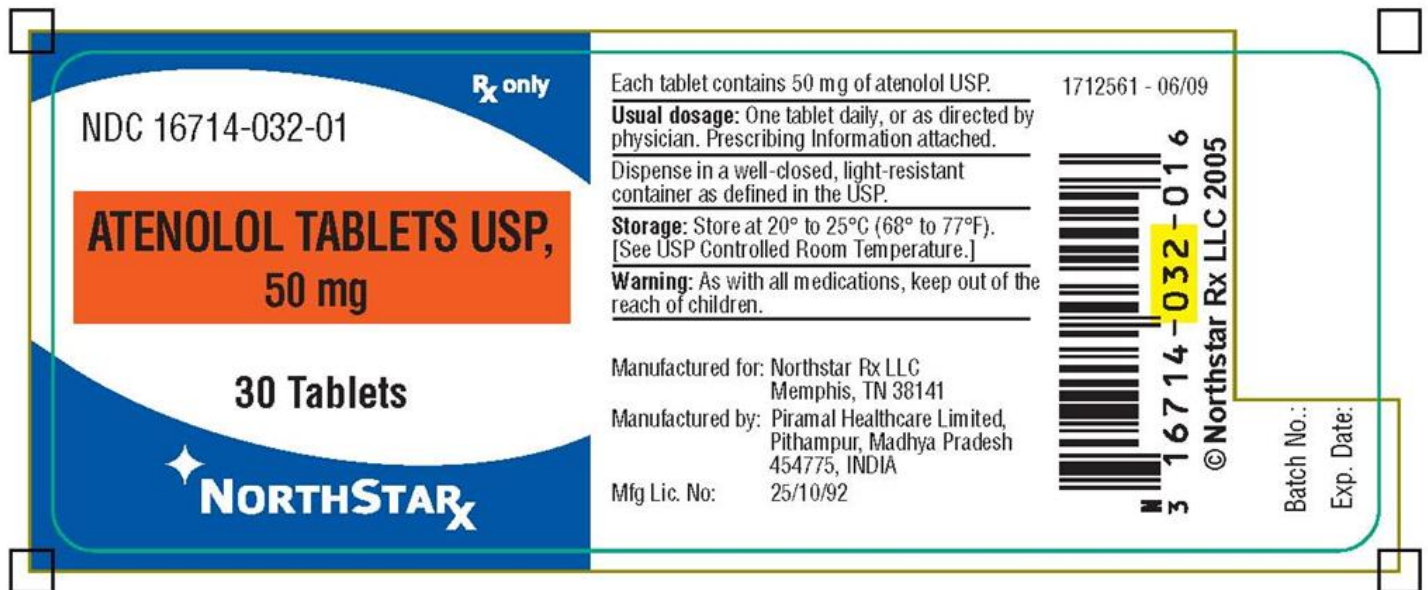 Rx only
NDC 16714-032-01
ATENOLOL TABLETS USP,
50 mg
30 Tablets
NORTHSTARx
Each tablet contains 50 mg of atenolol USP.
Usual dosage: One tablet daily, or as directed by
physician. Prescribing Information attached.
Dispense in a well-closed, light-resistant
container as defined in the USP.
Storage: Store at 20° to 25°C (68° to 77°F).
[See USP Controlled Room Temperature.]
Warning: As with all medications, keep out of the
reach of children.
Manufactured for: Northstar Rx LLC
Memphis, TN 38141
Manufactured by: Piramal Healthcare Limited,
Pithampur, Madhya Pradesh
454775, INDIA
Mfg Lic. No: 25/10/92
1712561 - 06/09
N
3 16714-032-01 6
©Northstar Rx LLC 2005
Batch No.:
Exp. Date: